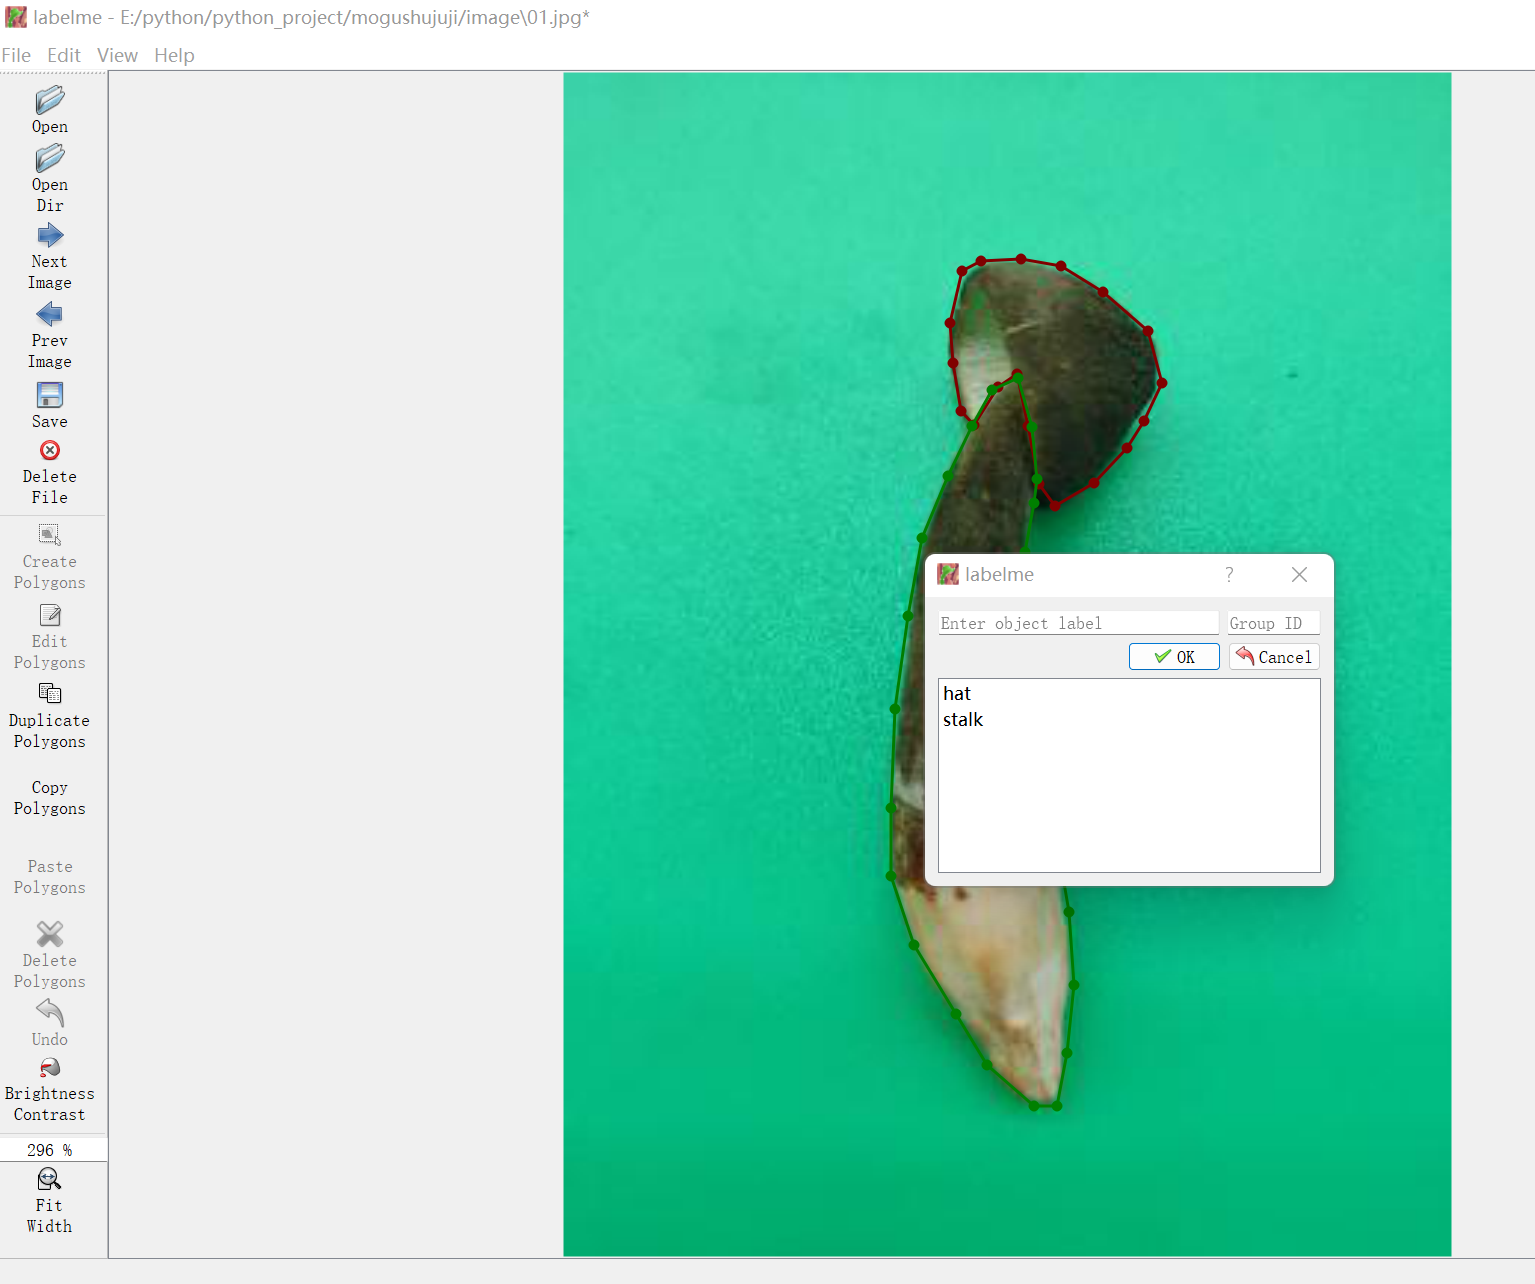 labelme - E:/python/python_project/mogushujuji/image\01.jpg*
File Edit View Help
Open
Open
Dir
Next
Image
Prev
Image
Save
Delete
File
Create
Polygons
Edit
Polygons
Duplicate
Polygons
Copy
Polygons
Paste
Polygons
Delete
Polygons
Undo
Brightness
Contrast
296 %
Fit
Width
labelme ?
Enter object label Group ID
OK Cancel
hat
stalk